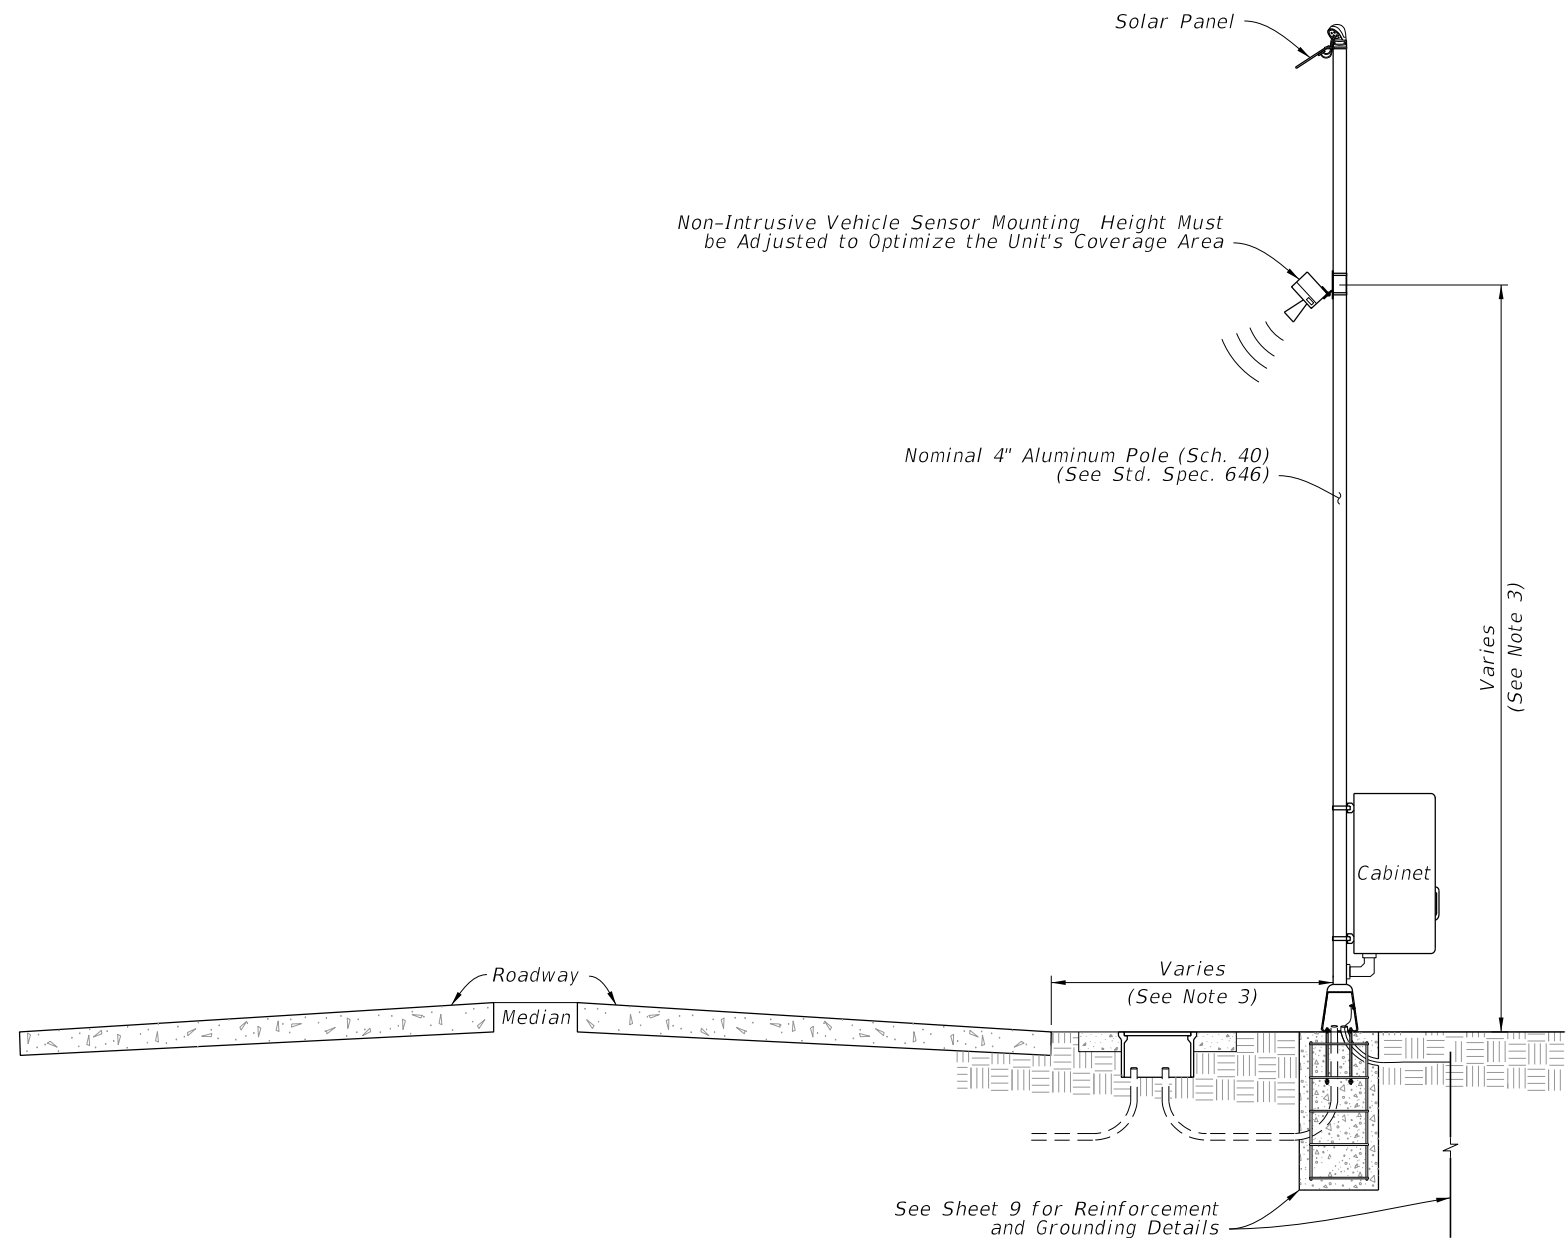 Solar Panel
Non-Intrusive Vehicle Sensor Mounting Height Must
be Adjusted to Optimize the Unit's Coverage Area
Nominal 4" Aluminum Pole (Sch. 40)
(See Std. Spec. 646)
Varies
(See Note 3)
Cabinet
Roadway
Median
Varies
(See Note 3)
See Sheet 9 for Reinforcement
and Grounding Details